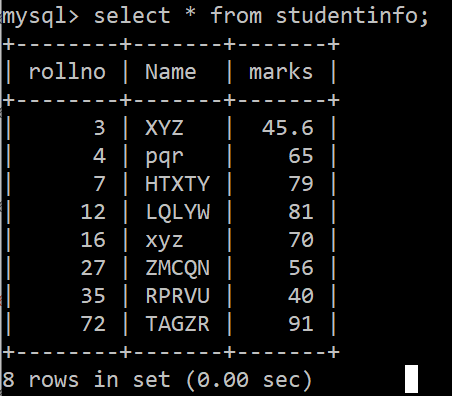 mysql> select * from studentinfo;
+--------+-------+-------+
| rollno | Name  | marks |
+--------+-------+-------+
|      3 | XYZ   |  45.6 |
|      4 | pqr   |    65 |
|      7 | HTXTY |    79 |
|     12 | LQLYW |    81 |
|     16 | xyz   |    70 |
|     27 | ZMCQN |    56 |
|     35 | RPRVU |    40 |
|     72 | TAGZR |    91 |
+--------+-------+-------+
8 rows in set (0.00 sec)